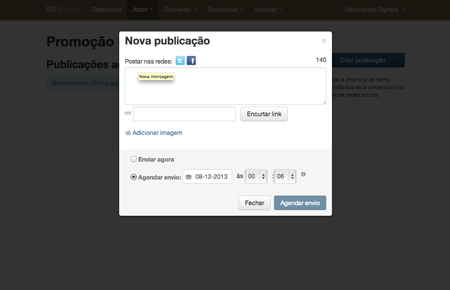 RD Station Dashboard Atrair Converter Relacionar Analisar Resultados Digitais
Nova publicação ×
Promoção
Postar nas redes: 140
Criar publicação
Publicações
Nova mensagem
Encurtar link
Adicionar imagem
Enviar agora
Agendar envio: 08-12-2013 às 00 : 06
Fechar Agendar envio